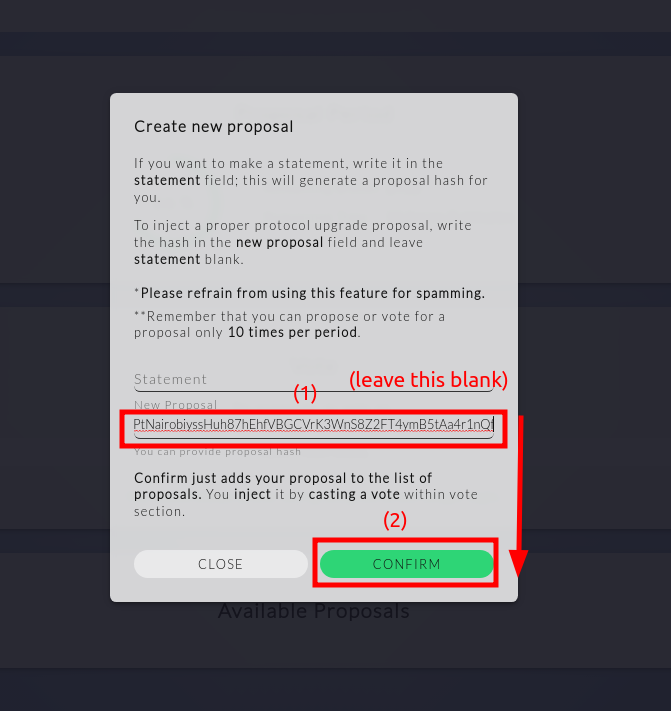 Create new proposal
If you want to make a statement, write it in the
statement field; this will generate a proposal hash for
you.
To inject a proper protocol upgrade proposal, write
the hash in the new proposal field and leave
statement blank.
*Please refrain from using this feature for spamming.
**Remember that you can propose or vote for a
proposal only 10 times per period.
Statement
(leave this blank)
(1)
New Proposal
PtNairobiyssHuh87hEhfVBGCVrK3WnS8Z2FT4ymB5tAa4r1nQf
You can provide proposal hash
Confirm just adds your proposal to the list of
proposals. You inject it by casting a vote within vote
section.
(2)
CLOSE
CONFIRM
Available Proposals